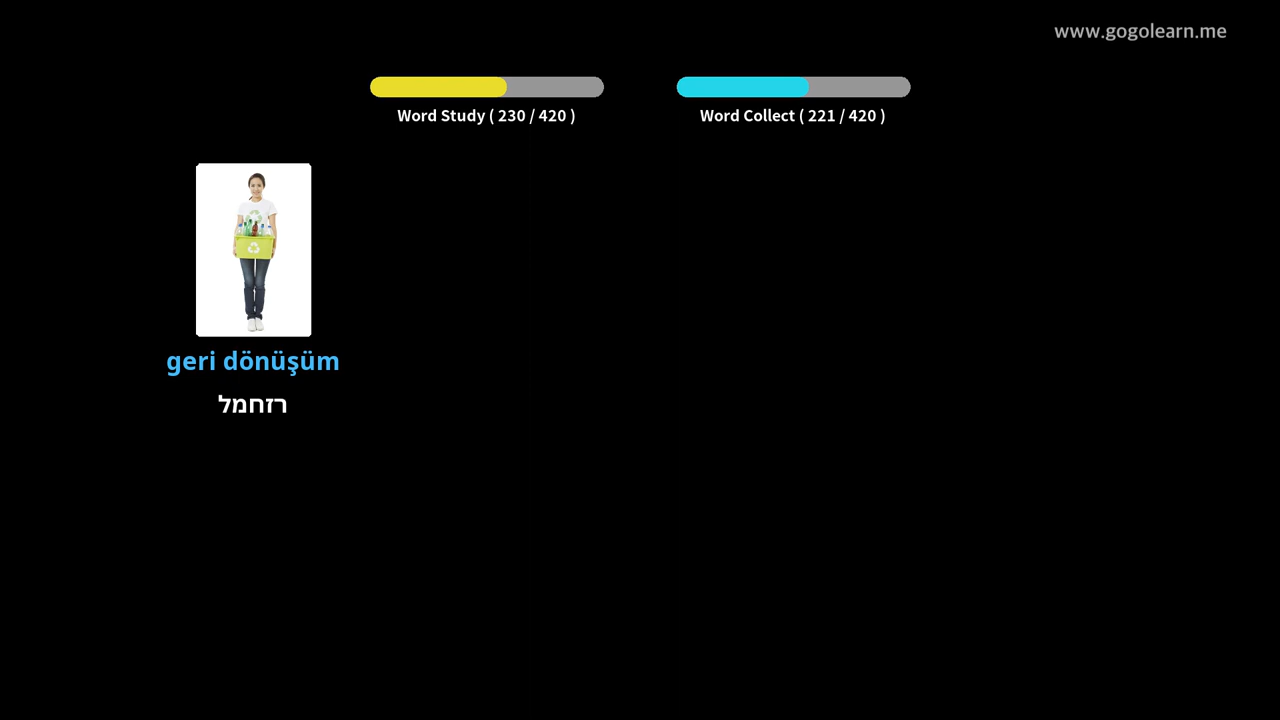 www.gogolearn.me
Word Study ( 230 / 420 )
Word Collect ( 221 / 420 )
geri dönüşüm
רזחמל